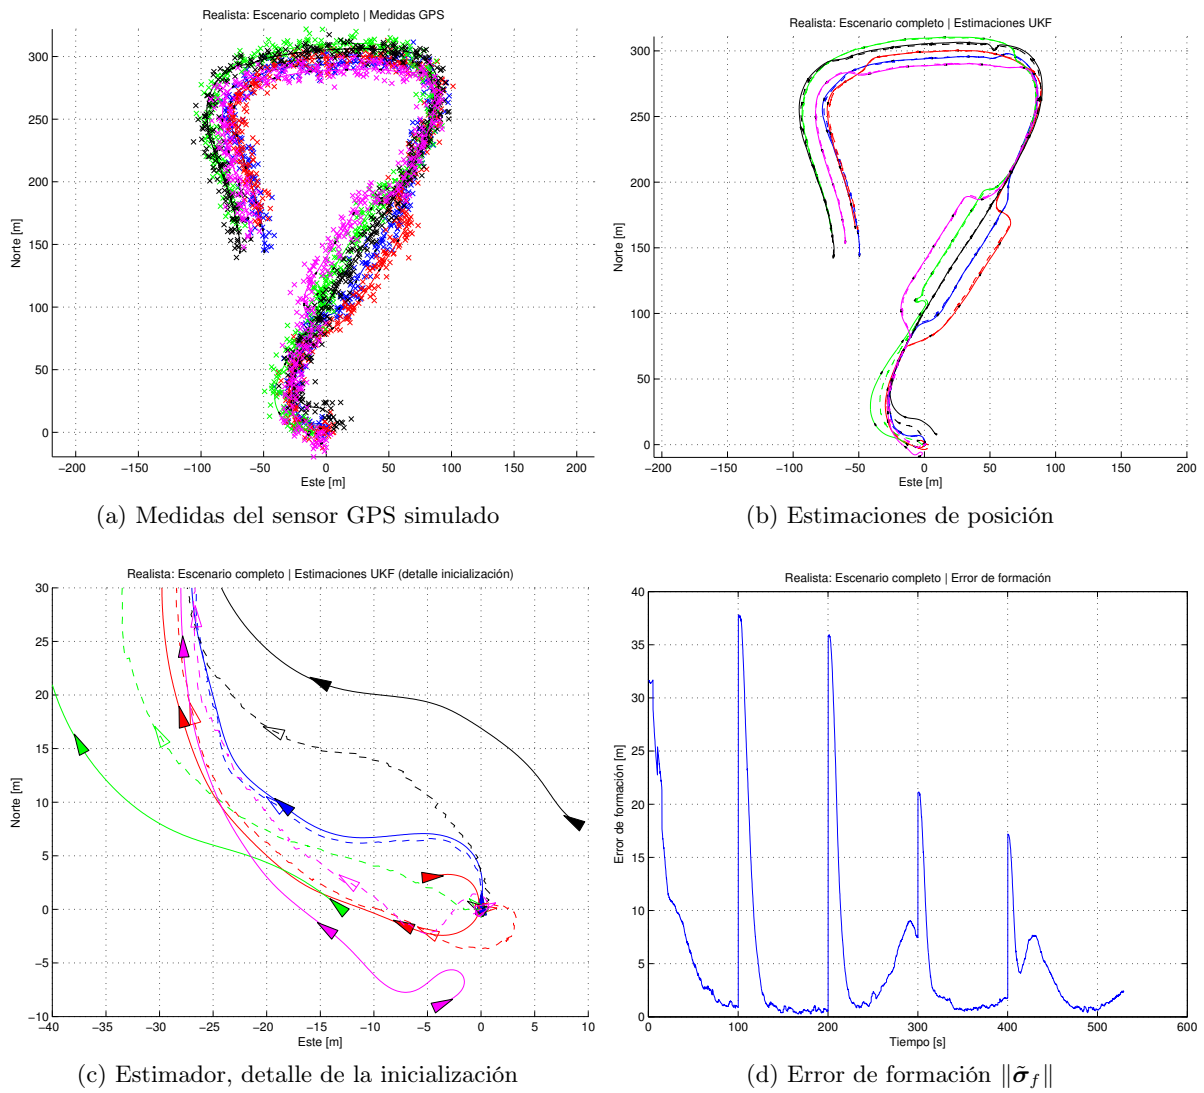 Realista: Escenario completo | Medidas GPS
300
250
200
150
100
50
0
Norte [m]
−200 −150 −100 −50 0 50 100 150 200
Este [m]
(a) Medidas del sensor GPS simulado
Realista: Escenario completo | Estimaciones UKF
300
250
200
150
100
50
0
Norte [m]
−200 −150 −100 −50 0 50 100 150 200
Este [m]
(b) Estimaciones de posición
Realista: Escenario completo | Estimaciones UKF (detalle inicialización)
30
25
20
15
10
5
0
−5
−10
Norte [m]
−40 −35 −30 −25 −20 −15 −10 −5 0 5 10
Este [m]
(c) Estimador, detalle de la inicialización
Realista: Escenario completo | Error de formación
40
35
30
25
20
15
10
5
0
Error de formación [m]
0 100 200 300 400 500 600
Tiempo [s]
(d) Error de formación ‖σ̃_f‖